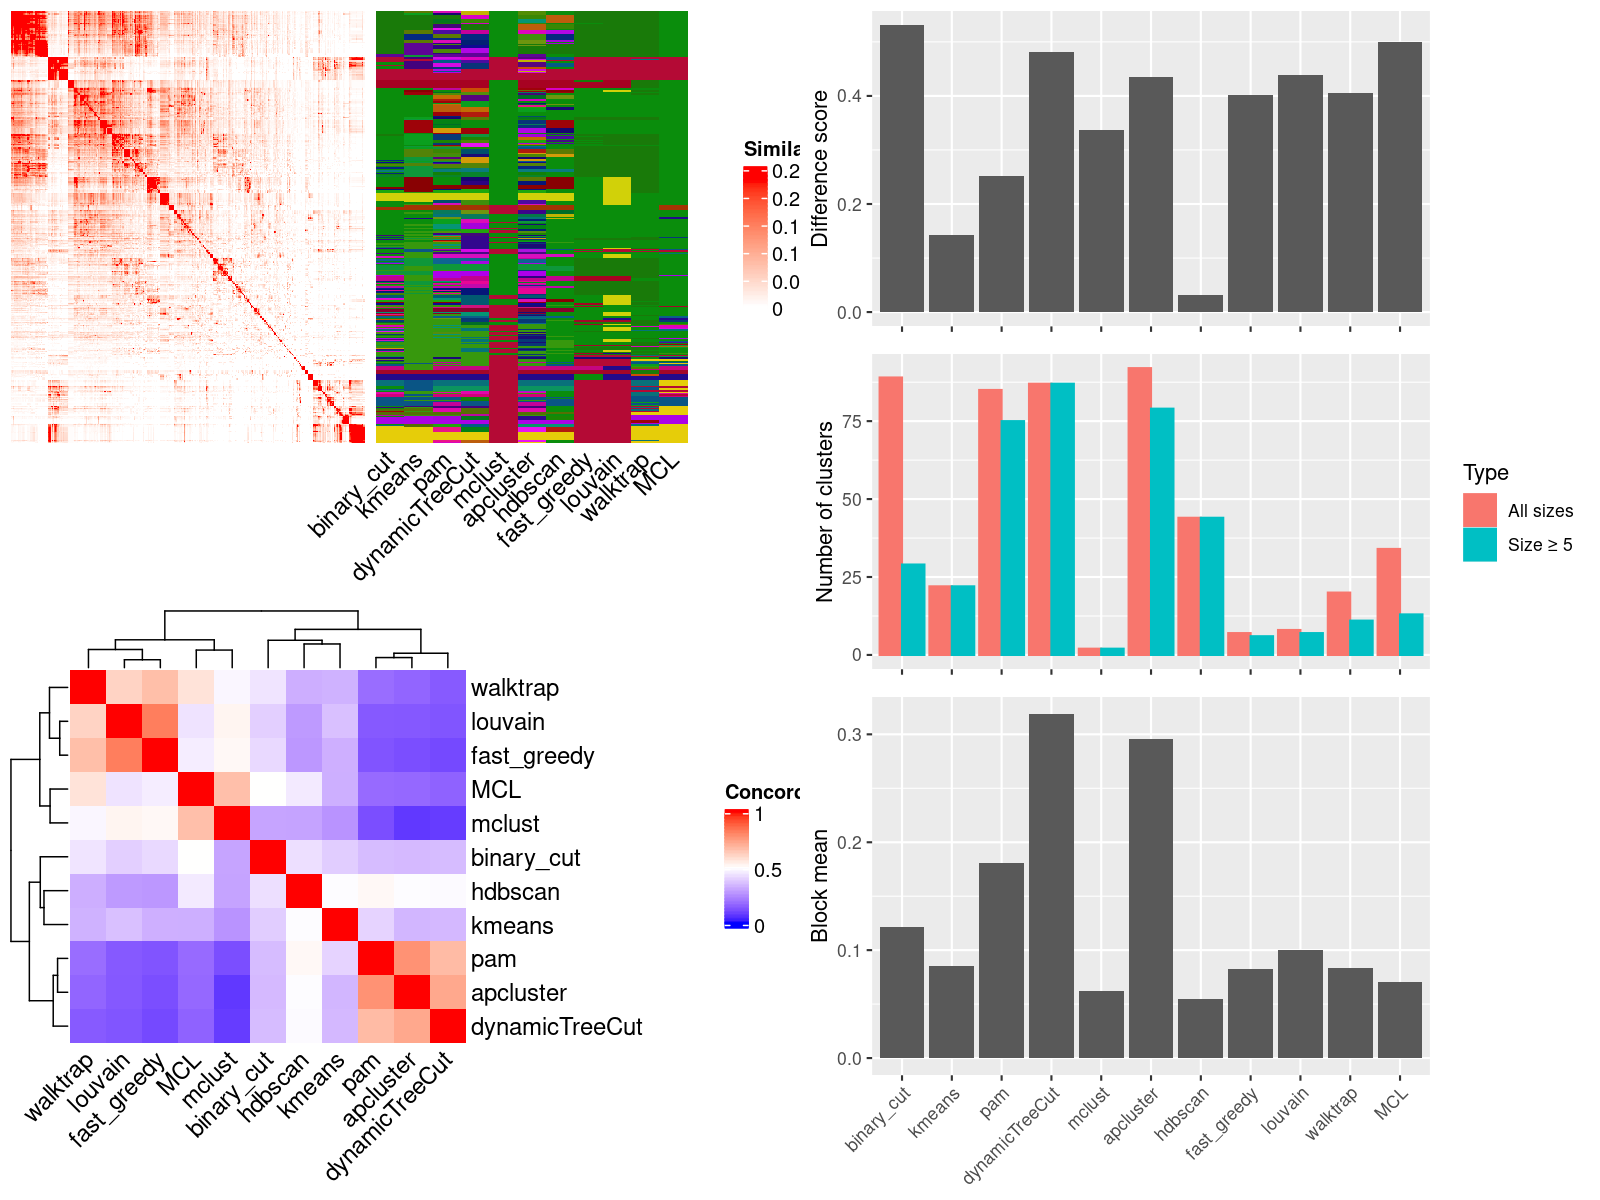 Simila
0.2
0.2
0.1
0.1
0.0
0
binary_cut
kmeans
pam
dynamicTreeCut
mclust
apcluster
hdbscan
fast_greedy
louvain
walktrap
MCL
Difference score
0.4
0.2
0.0
Number of clusters
75
50
25
0
Type
All sizes
Size ≥ 5
walktrap
louvain
fast_greedy
MCL
mclust
binary_cut
hdbscan
kmeans
pam
apcluster
dynamicTreeCut
walktrap
louvain
fast_greedy
MCL
mclust
binary_cut
hdbscan
kmeans
pam
apcluster
dynamicTreeCut
Concord
1
0.5
0
Block mean
0.3
0.2
0.1
0.0
binary_cut
kmeans
pam
dynamicTreeCut
mclust
apcluster
hdbscan
fast_greedy
louvain
walktrap
MCL